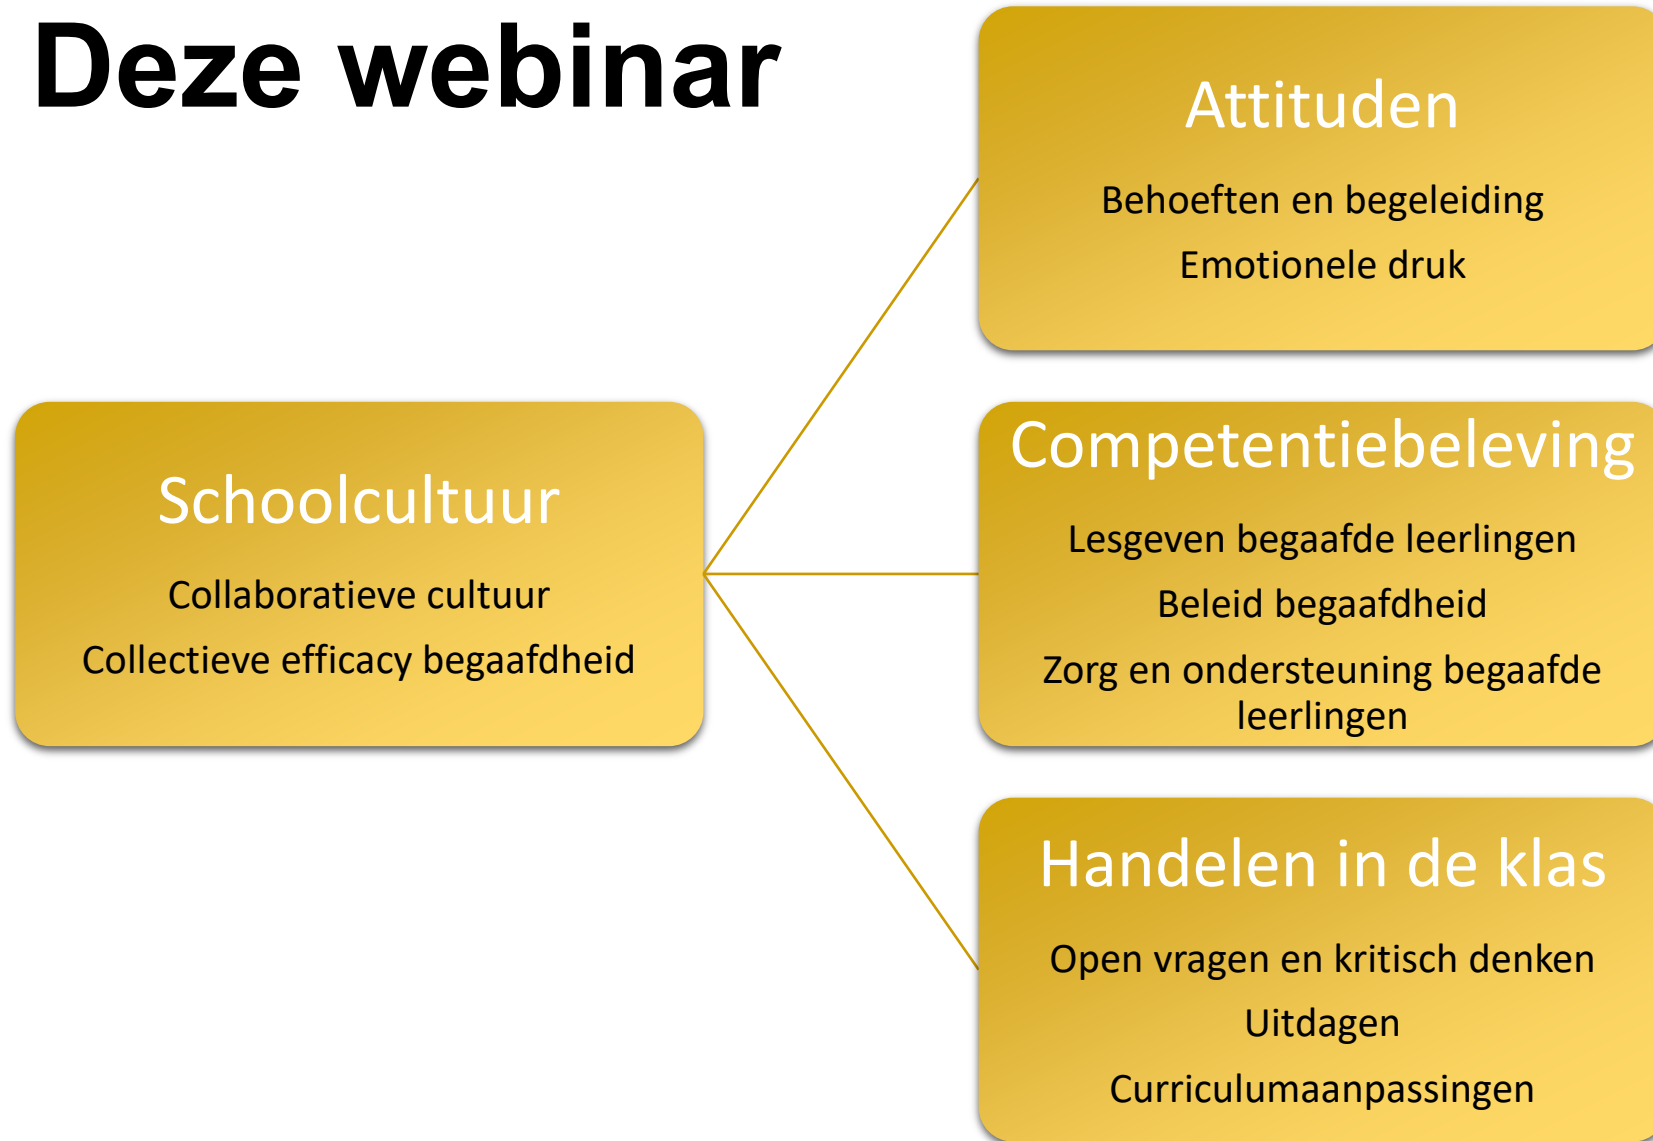 Deze webinar
Schoolcultuur
Collaboratieve cultuur
Collectieve efficacy begaafdheid
Attituden
Behoeften en begeleiding
Emotionele druk
Competentiebeleving
Lesgeven begaafde leerlingen
Beleid begaafdheid
Zorg en ondersteuning begaafde
leerlingen
Handelen in de klas
Open vragen en kritisch denken
Uitdagen
Curriculumaanpassingen